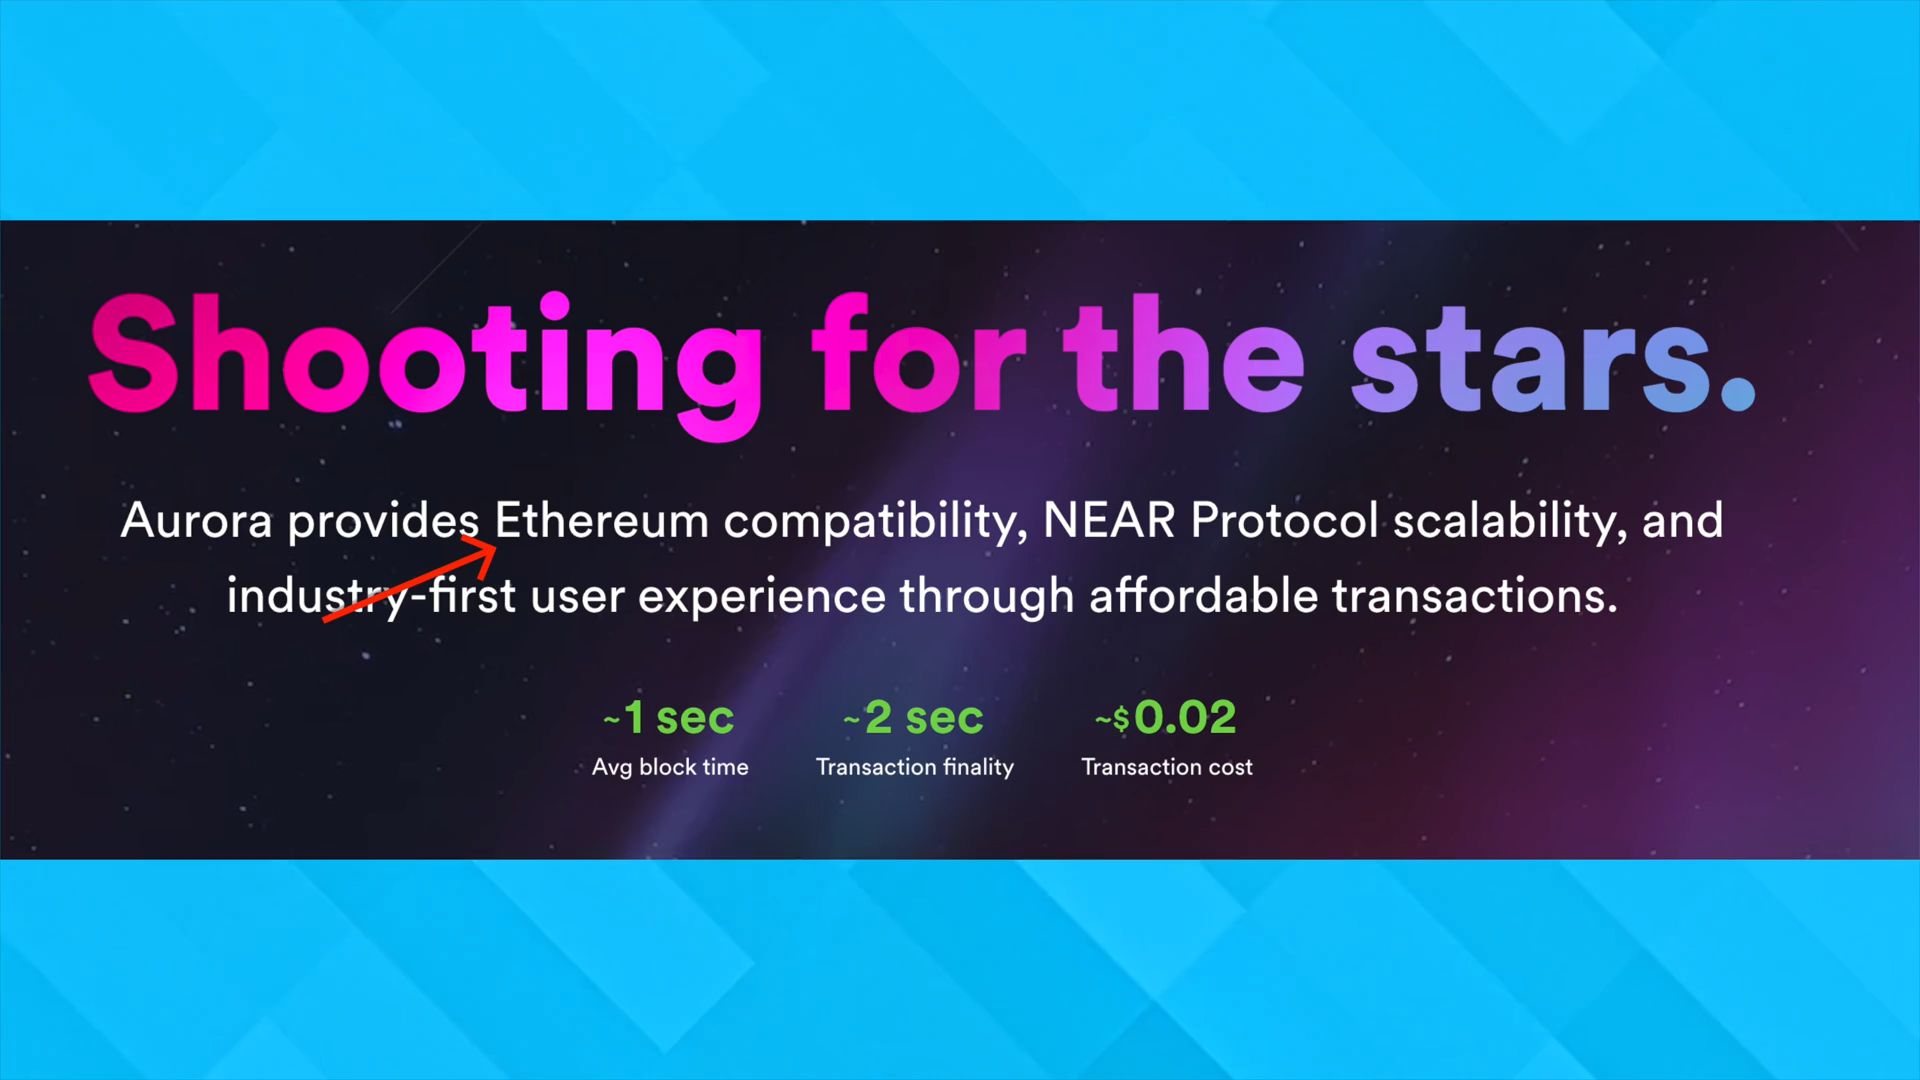 Shooting for the stars.
Aurora provides Ethereum compatibility, NEAR Protocol scalability, and
industry-first user experience through affordable transactions.
~1 sec ~2 sec ~$0.02
Avg block time Transaction finality Transaction cost